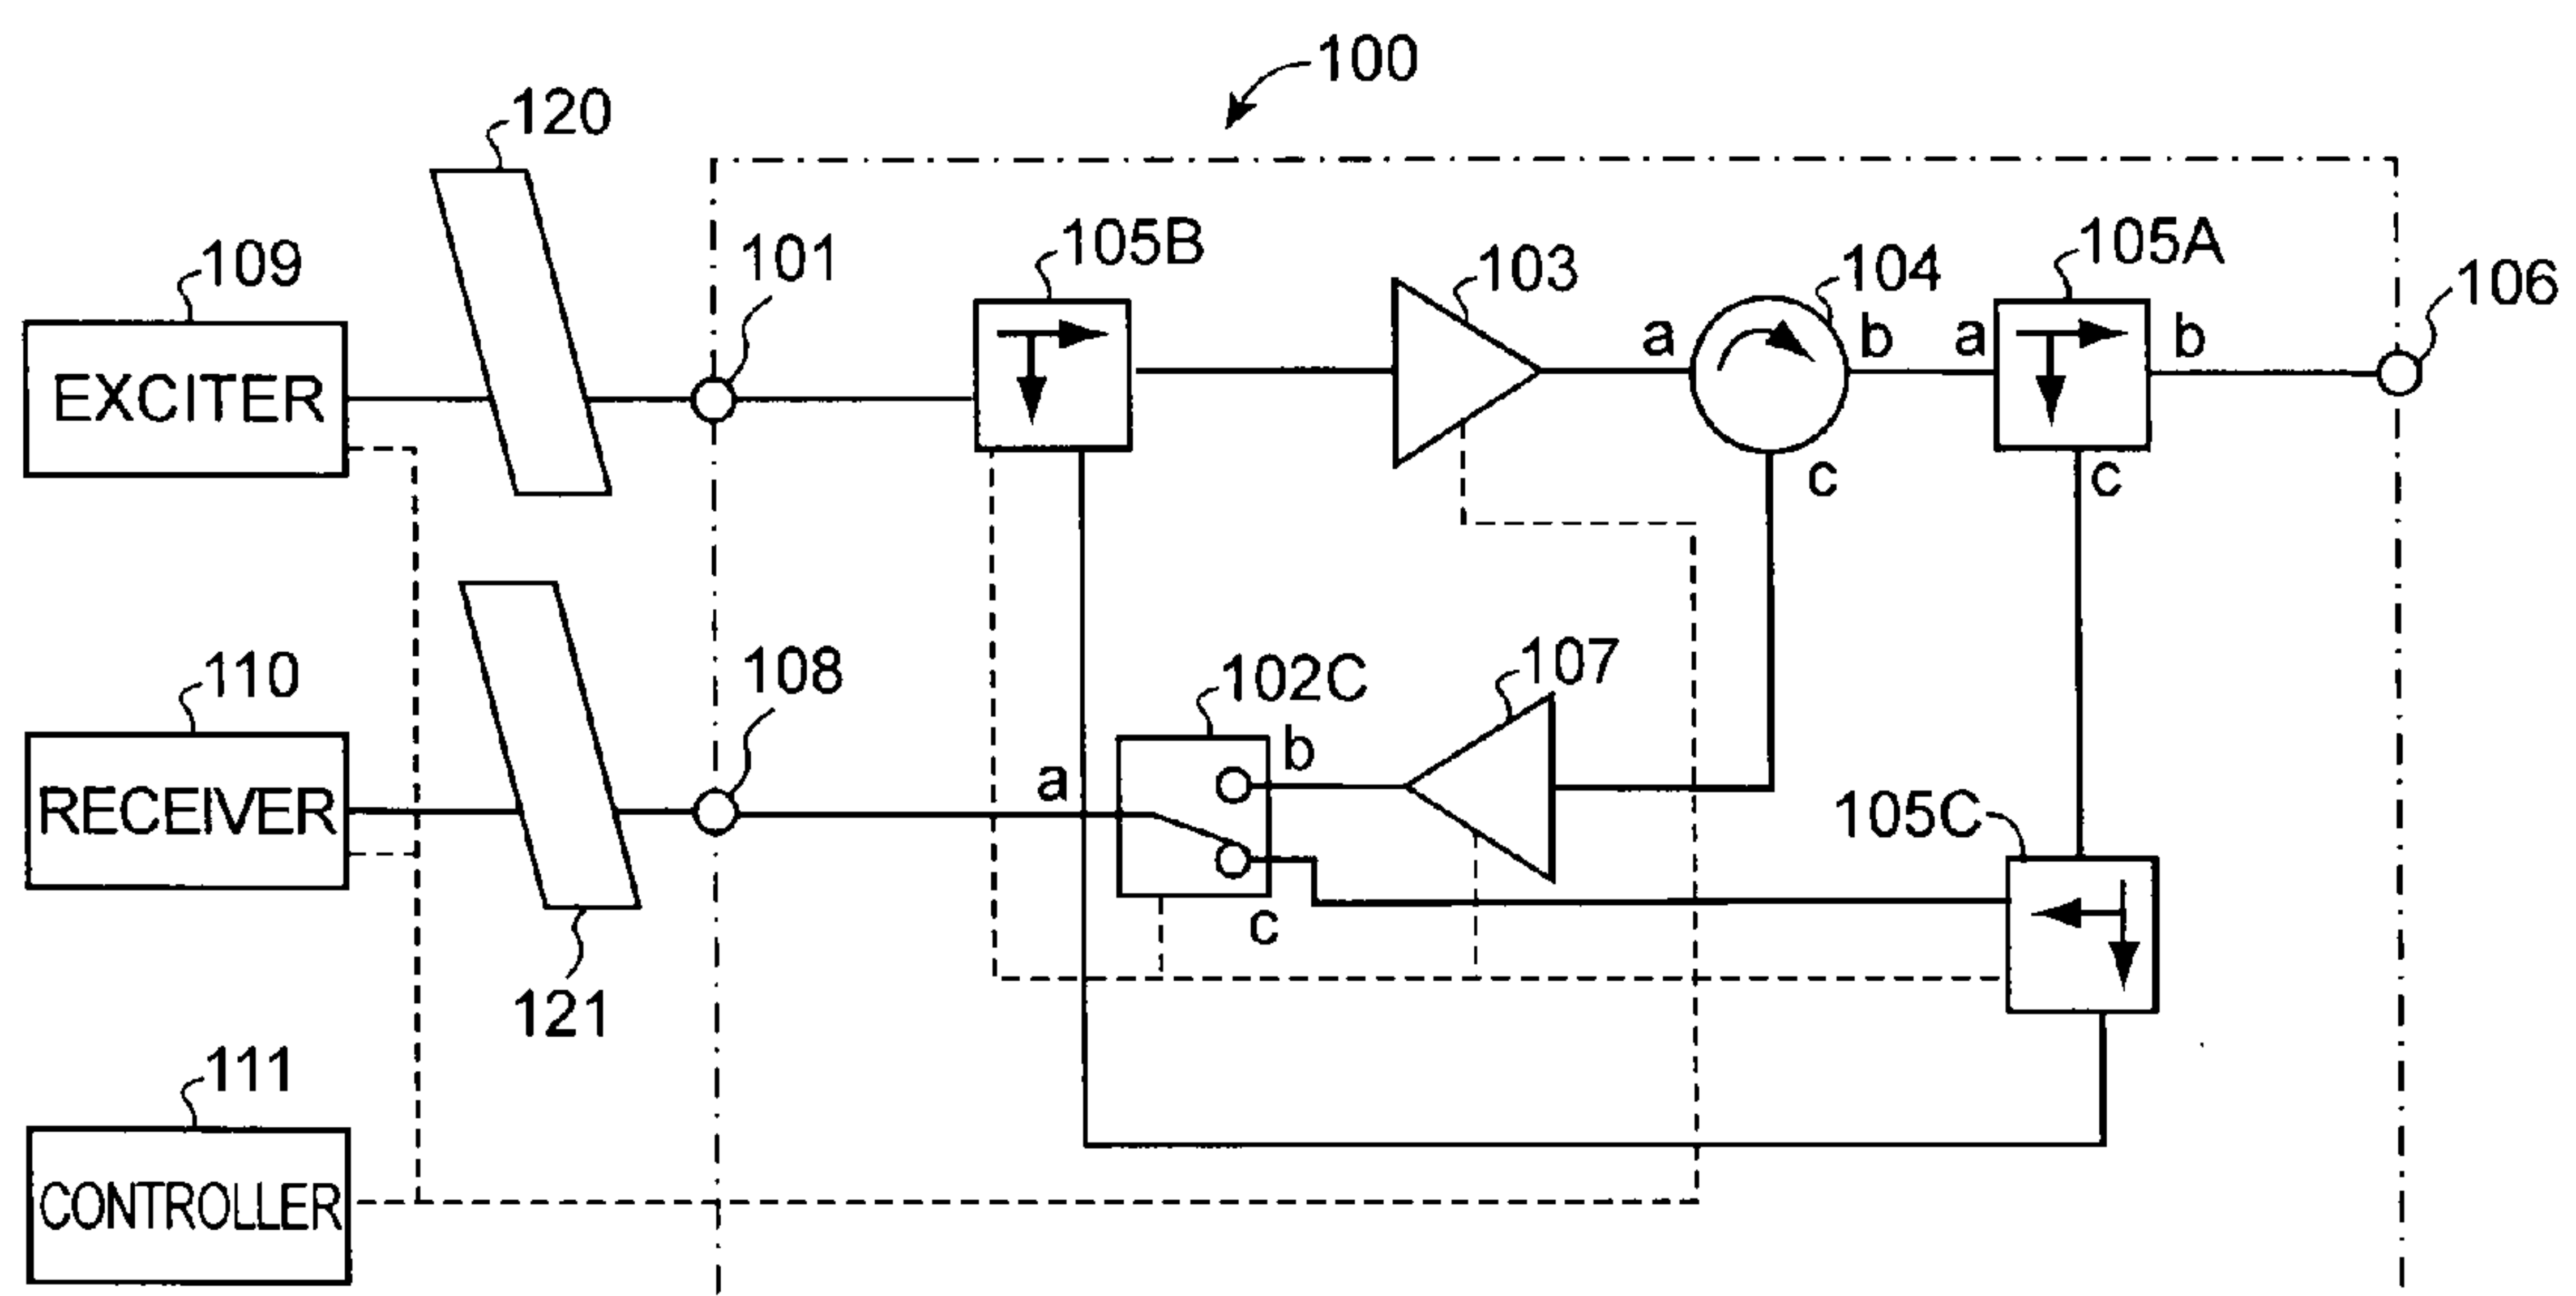 100
120
105B
105A
109
101
103
104
106
a
b
a
b
EXCITER
c
c
110
108
102C
107
b
a
105C
RECEIVER
c
121
111
CONTROLLER